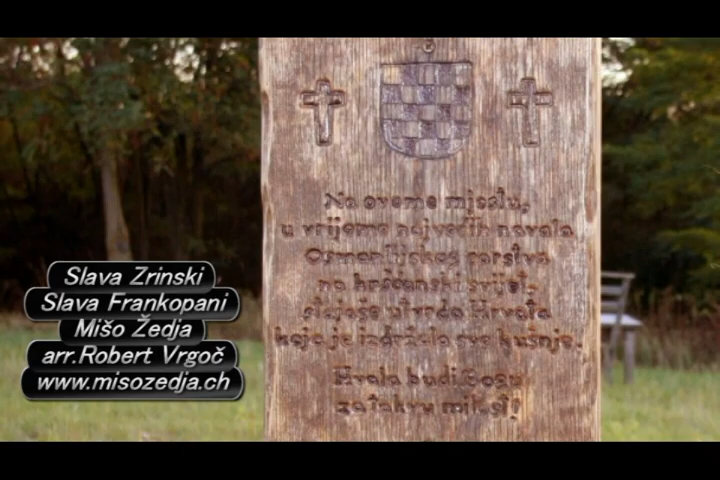 Na ovome mjestu,
u vrijeme najvećih navala
Osmanlijskog carstva
na kršćanski svijet,
stajaše utvrda Hrvata
koja je izdržala sve kušnje.
Hvala budi Bogu
za takvu milost!
Slava Zrinski
Slava Frankopani
Mišo Žedja
arr.Robert Vrgoč
www.misozedja.ch